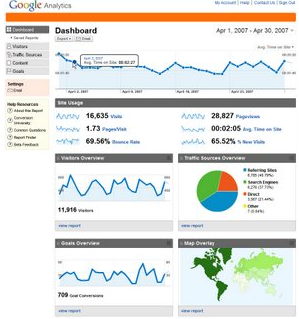 Google Analytics
My Account | Help | Contact Us | Sign Out
Dashboard
Saved Reports
Visitors
Traffic Sources
Content
Goals
Settings
Email
Help Resources
About this Report
Conversion University
Common Questions
Report Finder
Beta Feedback
Dashboard
Apr 1, 2007 - Apr 30, 2007
Export
Email
Avg. Time on Site
April 3, 2007
Avg. Time on Site: 00:02:27
April 2, 2007
April 9, 2007
April 16, 2007
April 23, 2007
Site Usage
16,635 Visits
28,827 Pageviews
1.73 Pages/Visit
00:02:05 Avg. Time on Site
69.56% Bounce Rate
65.52% % New Visits
Visitors Overview
11,916 Visitors
view report
Traffic Sources Overview
Referring Sites
Search Engines
Direct
Other
view report
Goals Overview
709 Goal Conversions
view report
Map Overlay
view report